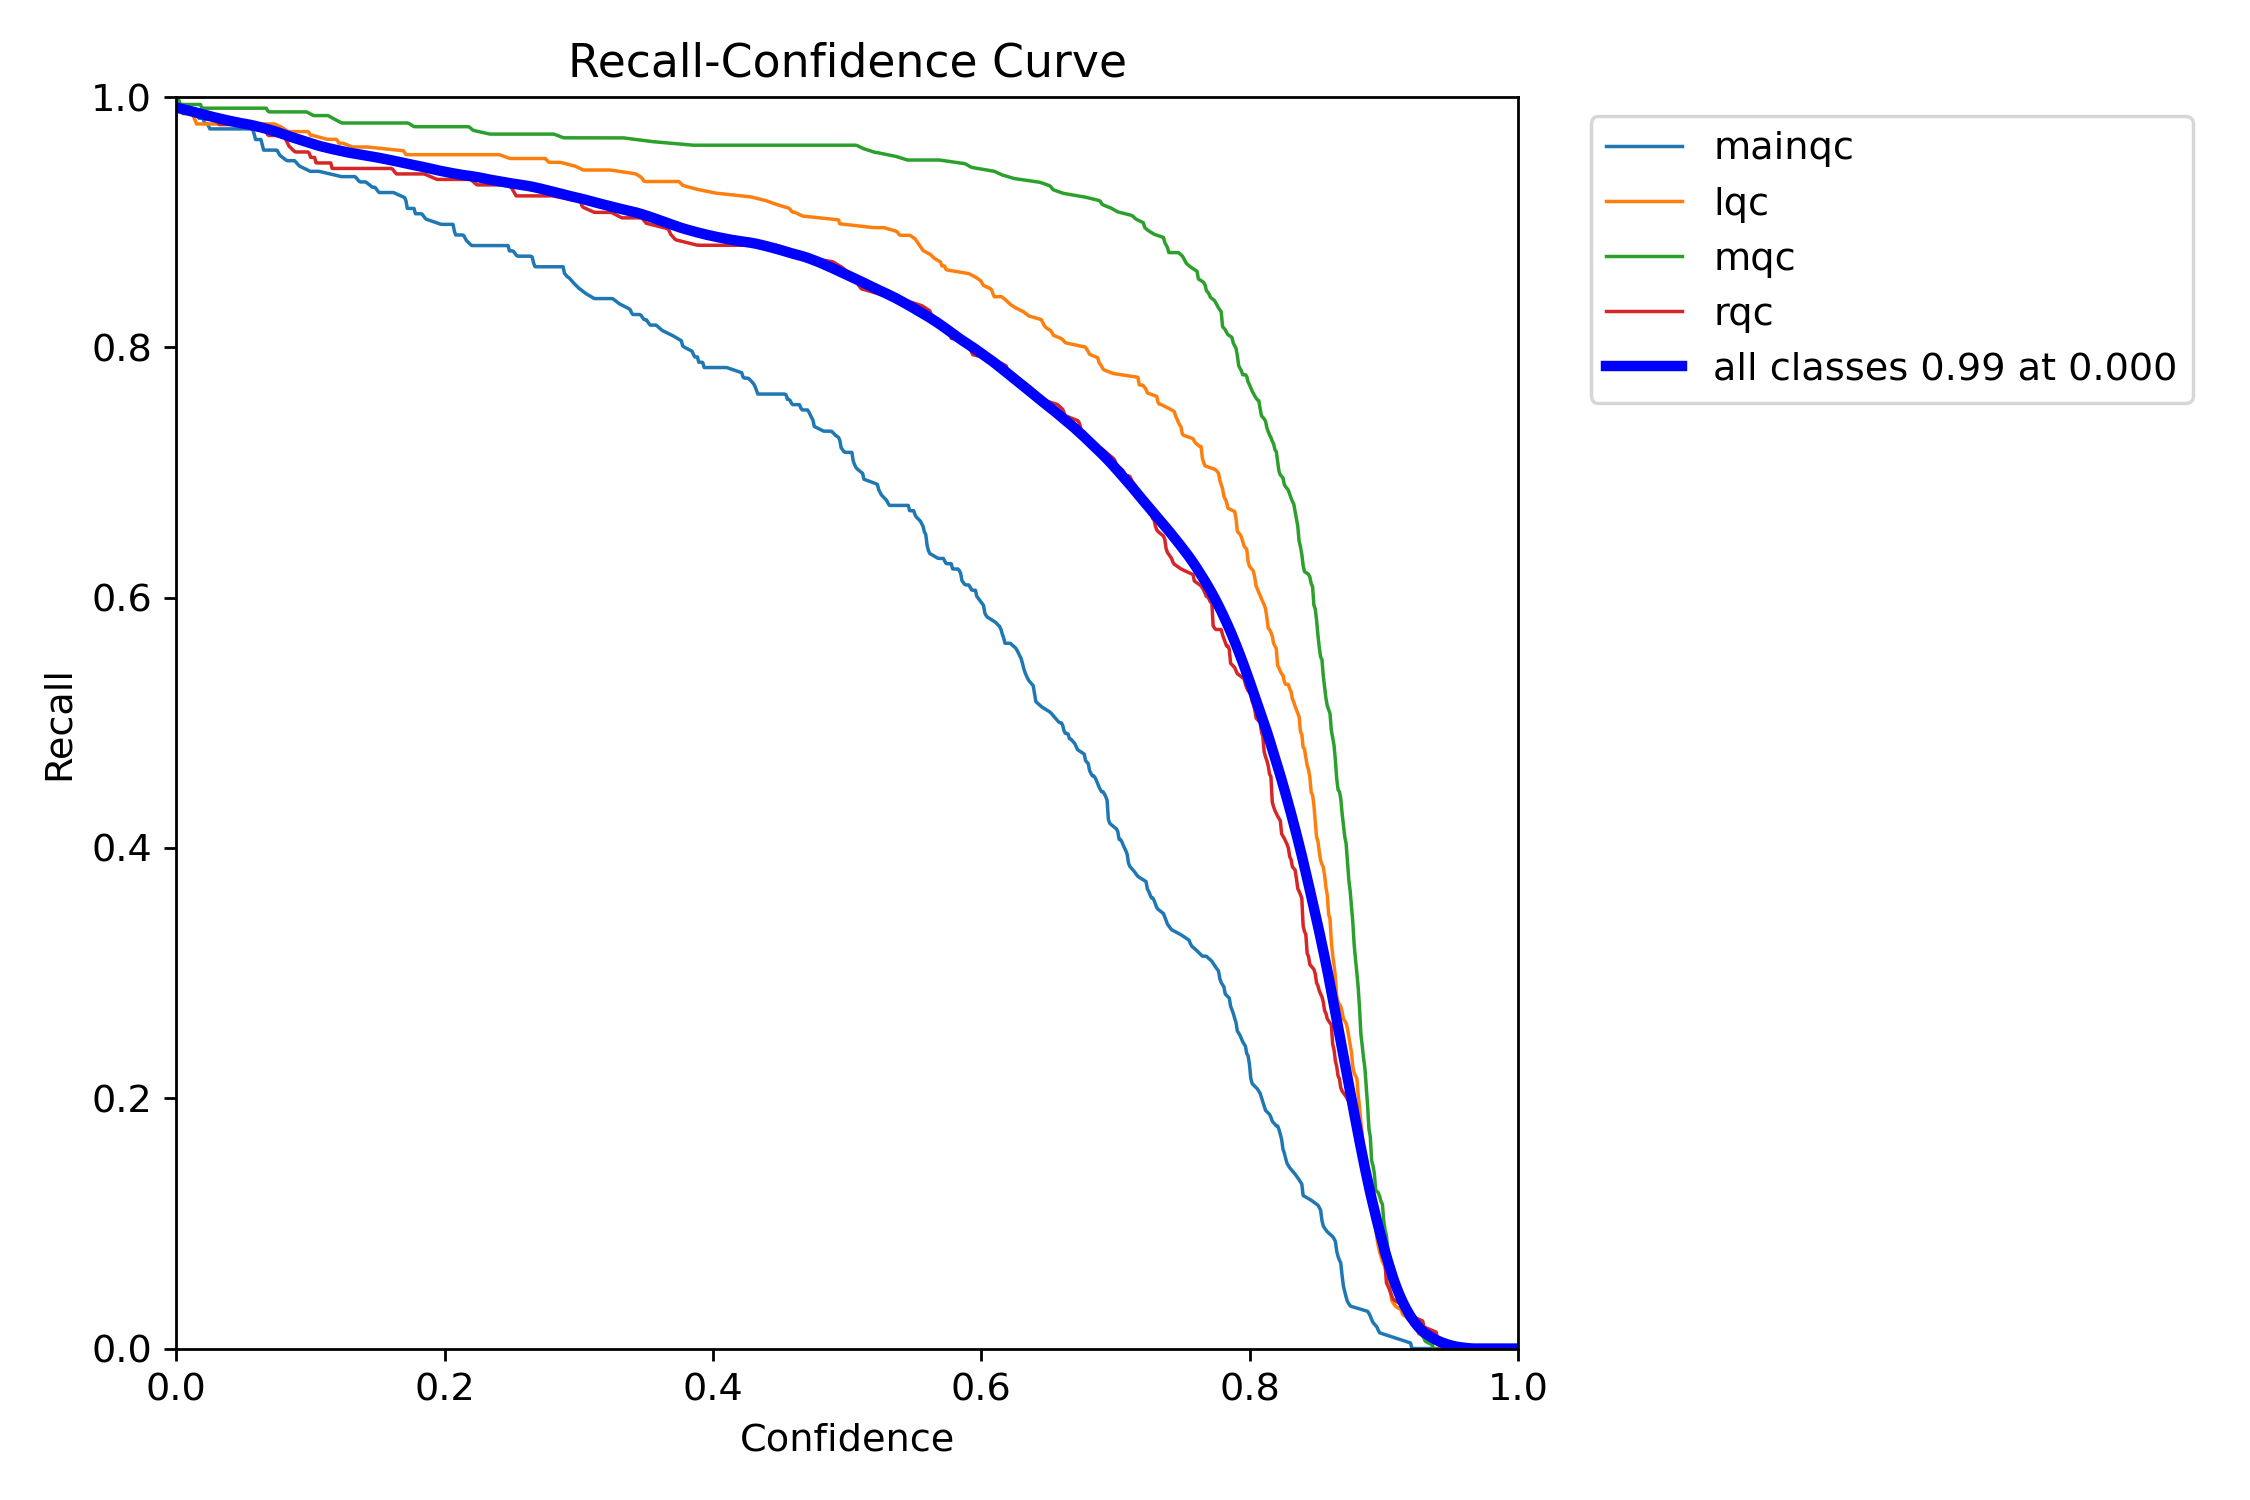 Recall-Confidence Curve
1.0
0.8
0.6
0.4
0.2
0.0
Recall
0.0 0.2 0.4 0.6 0.8 1.0
Confidence
mainqc
lqc
mqc
rqc
all classes 0.99 at 0.000